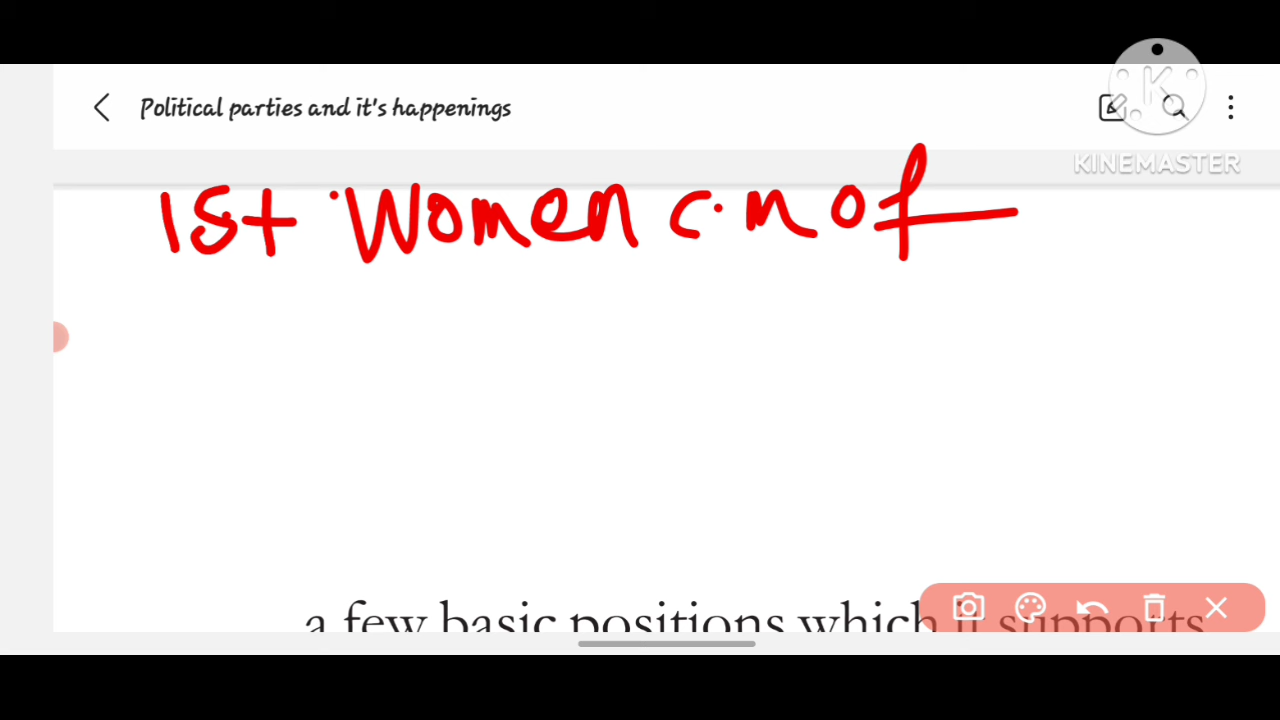 Political parties and it's happenings
KINEMASTER
1st Women c.m of
a few basic positions which it supports